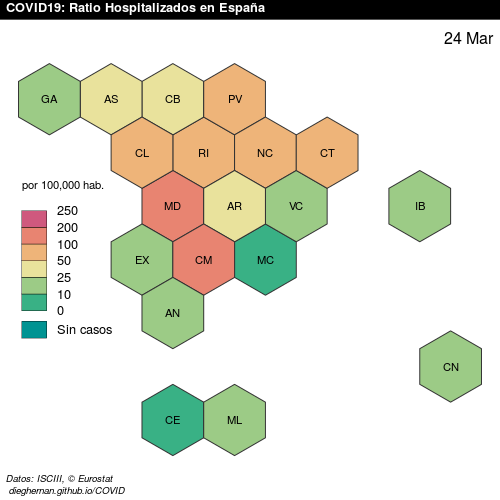 COVID19: Ratio Hospitalizados en España
24 Mar
GA AS CB PV
CL RI NC CT
por 100,000 hab.
MD AR VC IB
250
200
100
50
25
10
0
Sin casos
EX CM MC
AN
CN
CE ML
Datos: ISCIII, © Eurostat
dieghernan.github.io/COVID